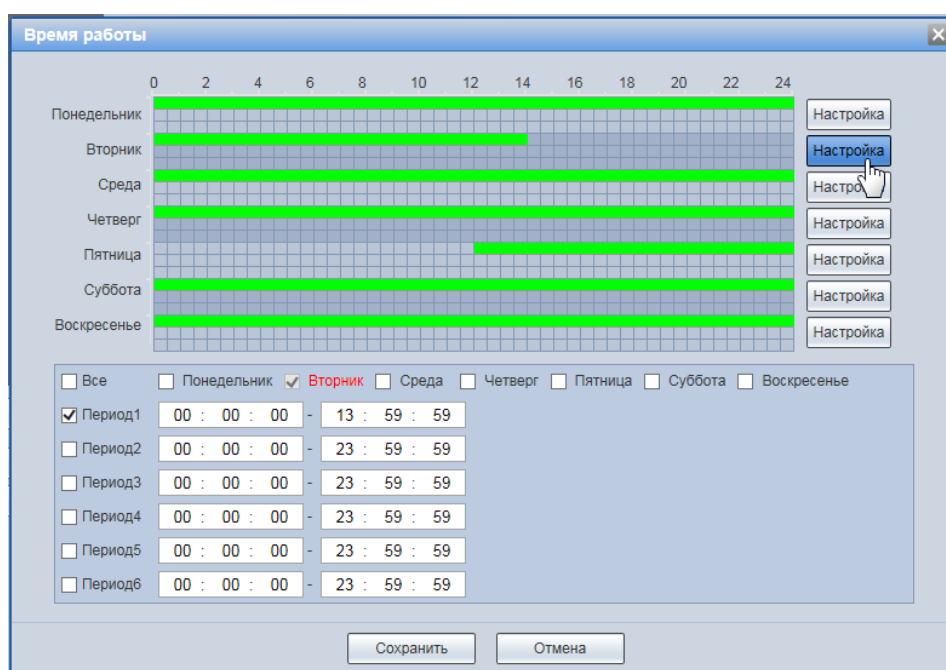 Время работы
0 2 4 6 8 10 12 14 16 18 20 22 24
Понедельник Настройка
Вторник Настройка
Среда
Четверг Настройка
Пятница Настройка
Суббота Настройка
Воскресенье Настройка
Все Понедельник Вторник Среда Четверг Пятница Суббота Воскресенье
Период1 00 : 00 : 00 - 13 : 59 : 59
Период2 00 : 00 : 00 - 23 : 59 : 59
Период3 00 : 00 : 00 - 23 : 59 : 59
Период4 00 : 00 : 00 - 23 : 59 : 59
Период5 00 : 00 : 00 - 23 : 59 : 59
Период6 00 : 00 : 00 - 23 : 59 : 59
Сохранить Отмена